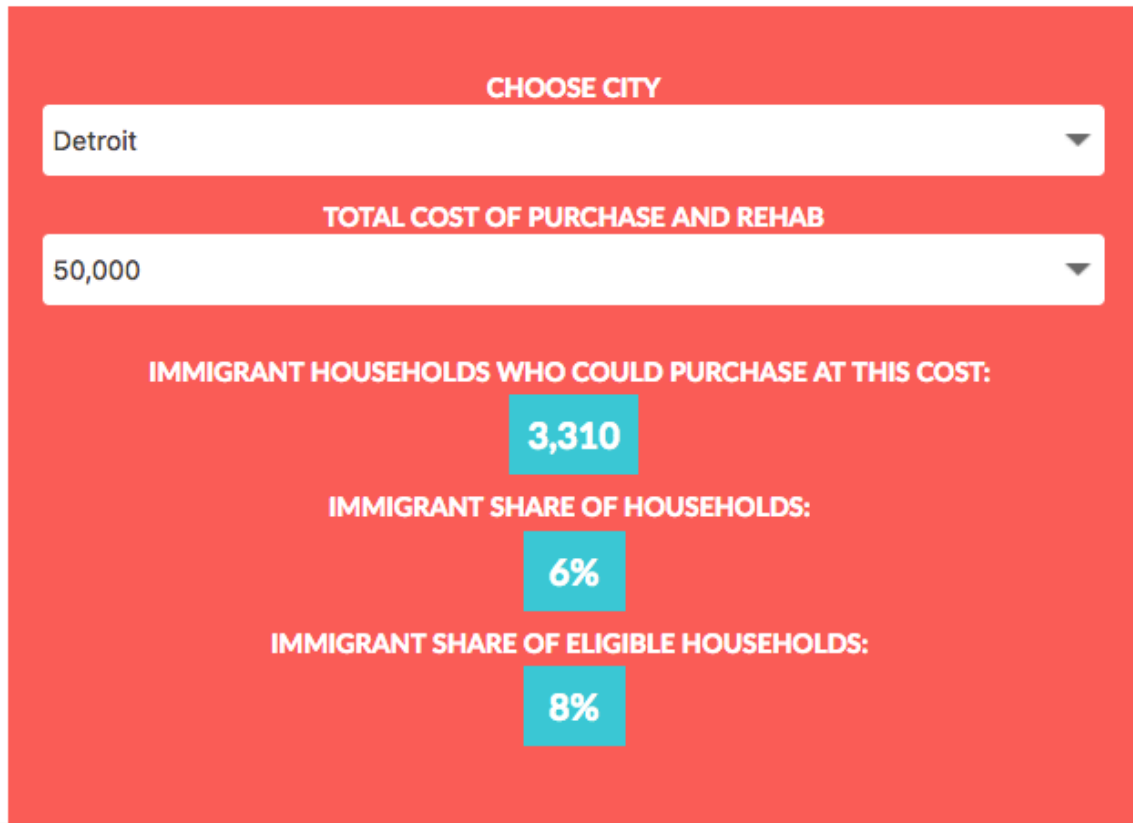 CHOOSE CITY
Detroit
TOTAL COST OF PURCHASE AND REHAB
50,000
IMMIGRANT HOUSEHOLDS WHO COULD PURCHASE AT THIS COST:
3,310
IMMIGRANT SHARE OF HOUSEHOLDS:
6%
IMMIGRANT SHARE OF ELIGIBLE HOUSEHOLDS:
8%